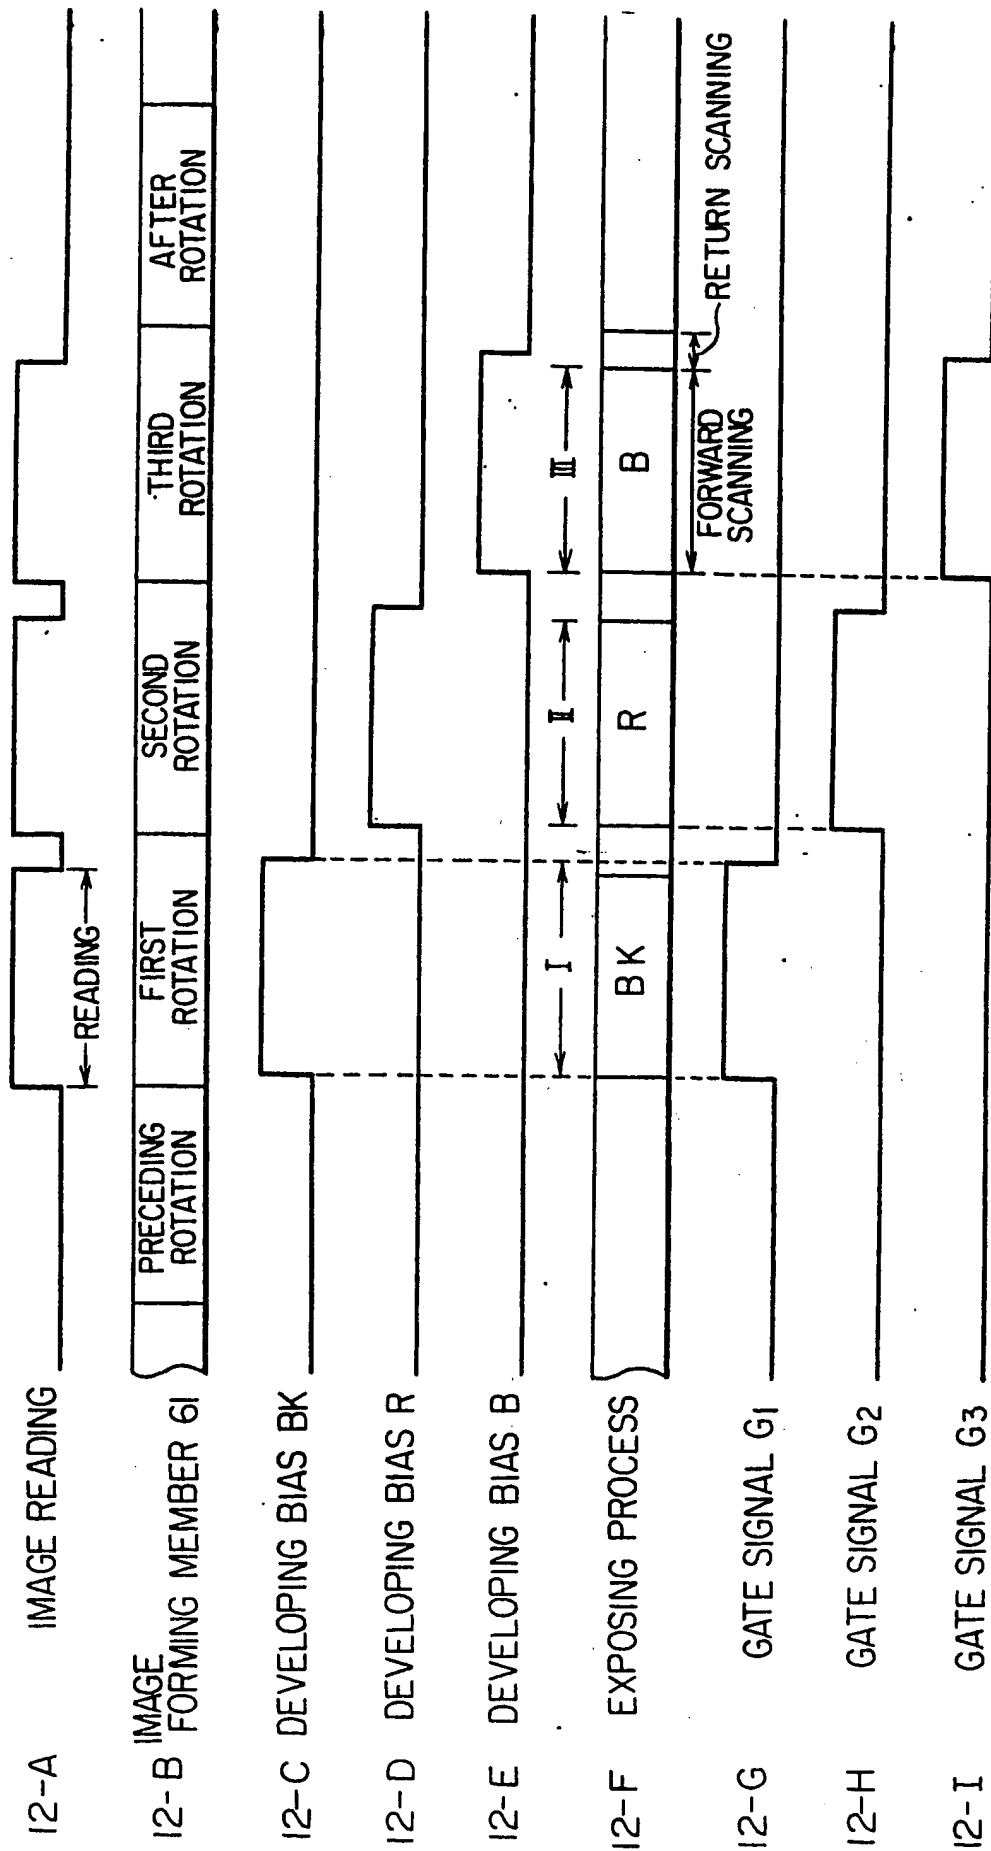 12-A IMAGE READING
READING
12-B IMAGE
FORMING MEMBER 61
PRECEDING
ROTATION
FIRST
ROTATION
SECOND
ROTATION
THIRD
ROTATION
AFTER
ROTATION
12-C DEVELOPING BIAS BK
12-D DEVELOPING BIAS R
12-E DEVELOPING BIAS B
I
II
III
12-F EXPOSING PROCESS
BK
R
B
FORWARD
SCANNING
RETURN SCANNING
12-G GATE SIGNAL G1
12-H GATE SIGNAL G2
12-I GATE SIGNAL G3